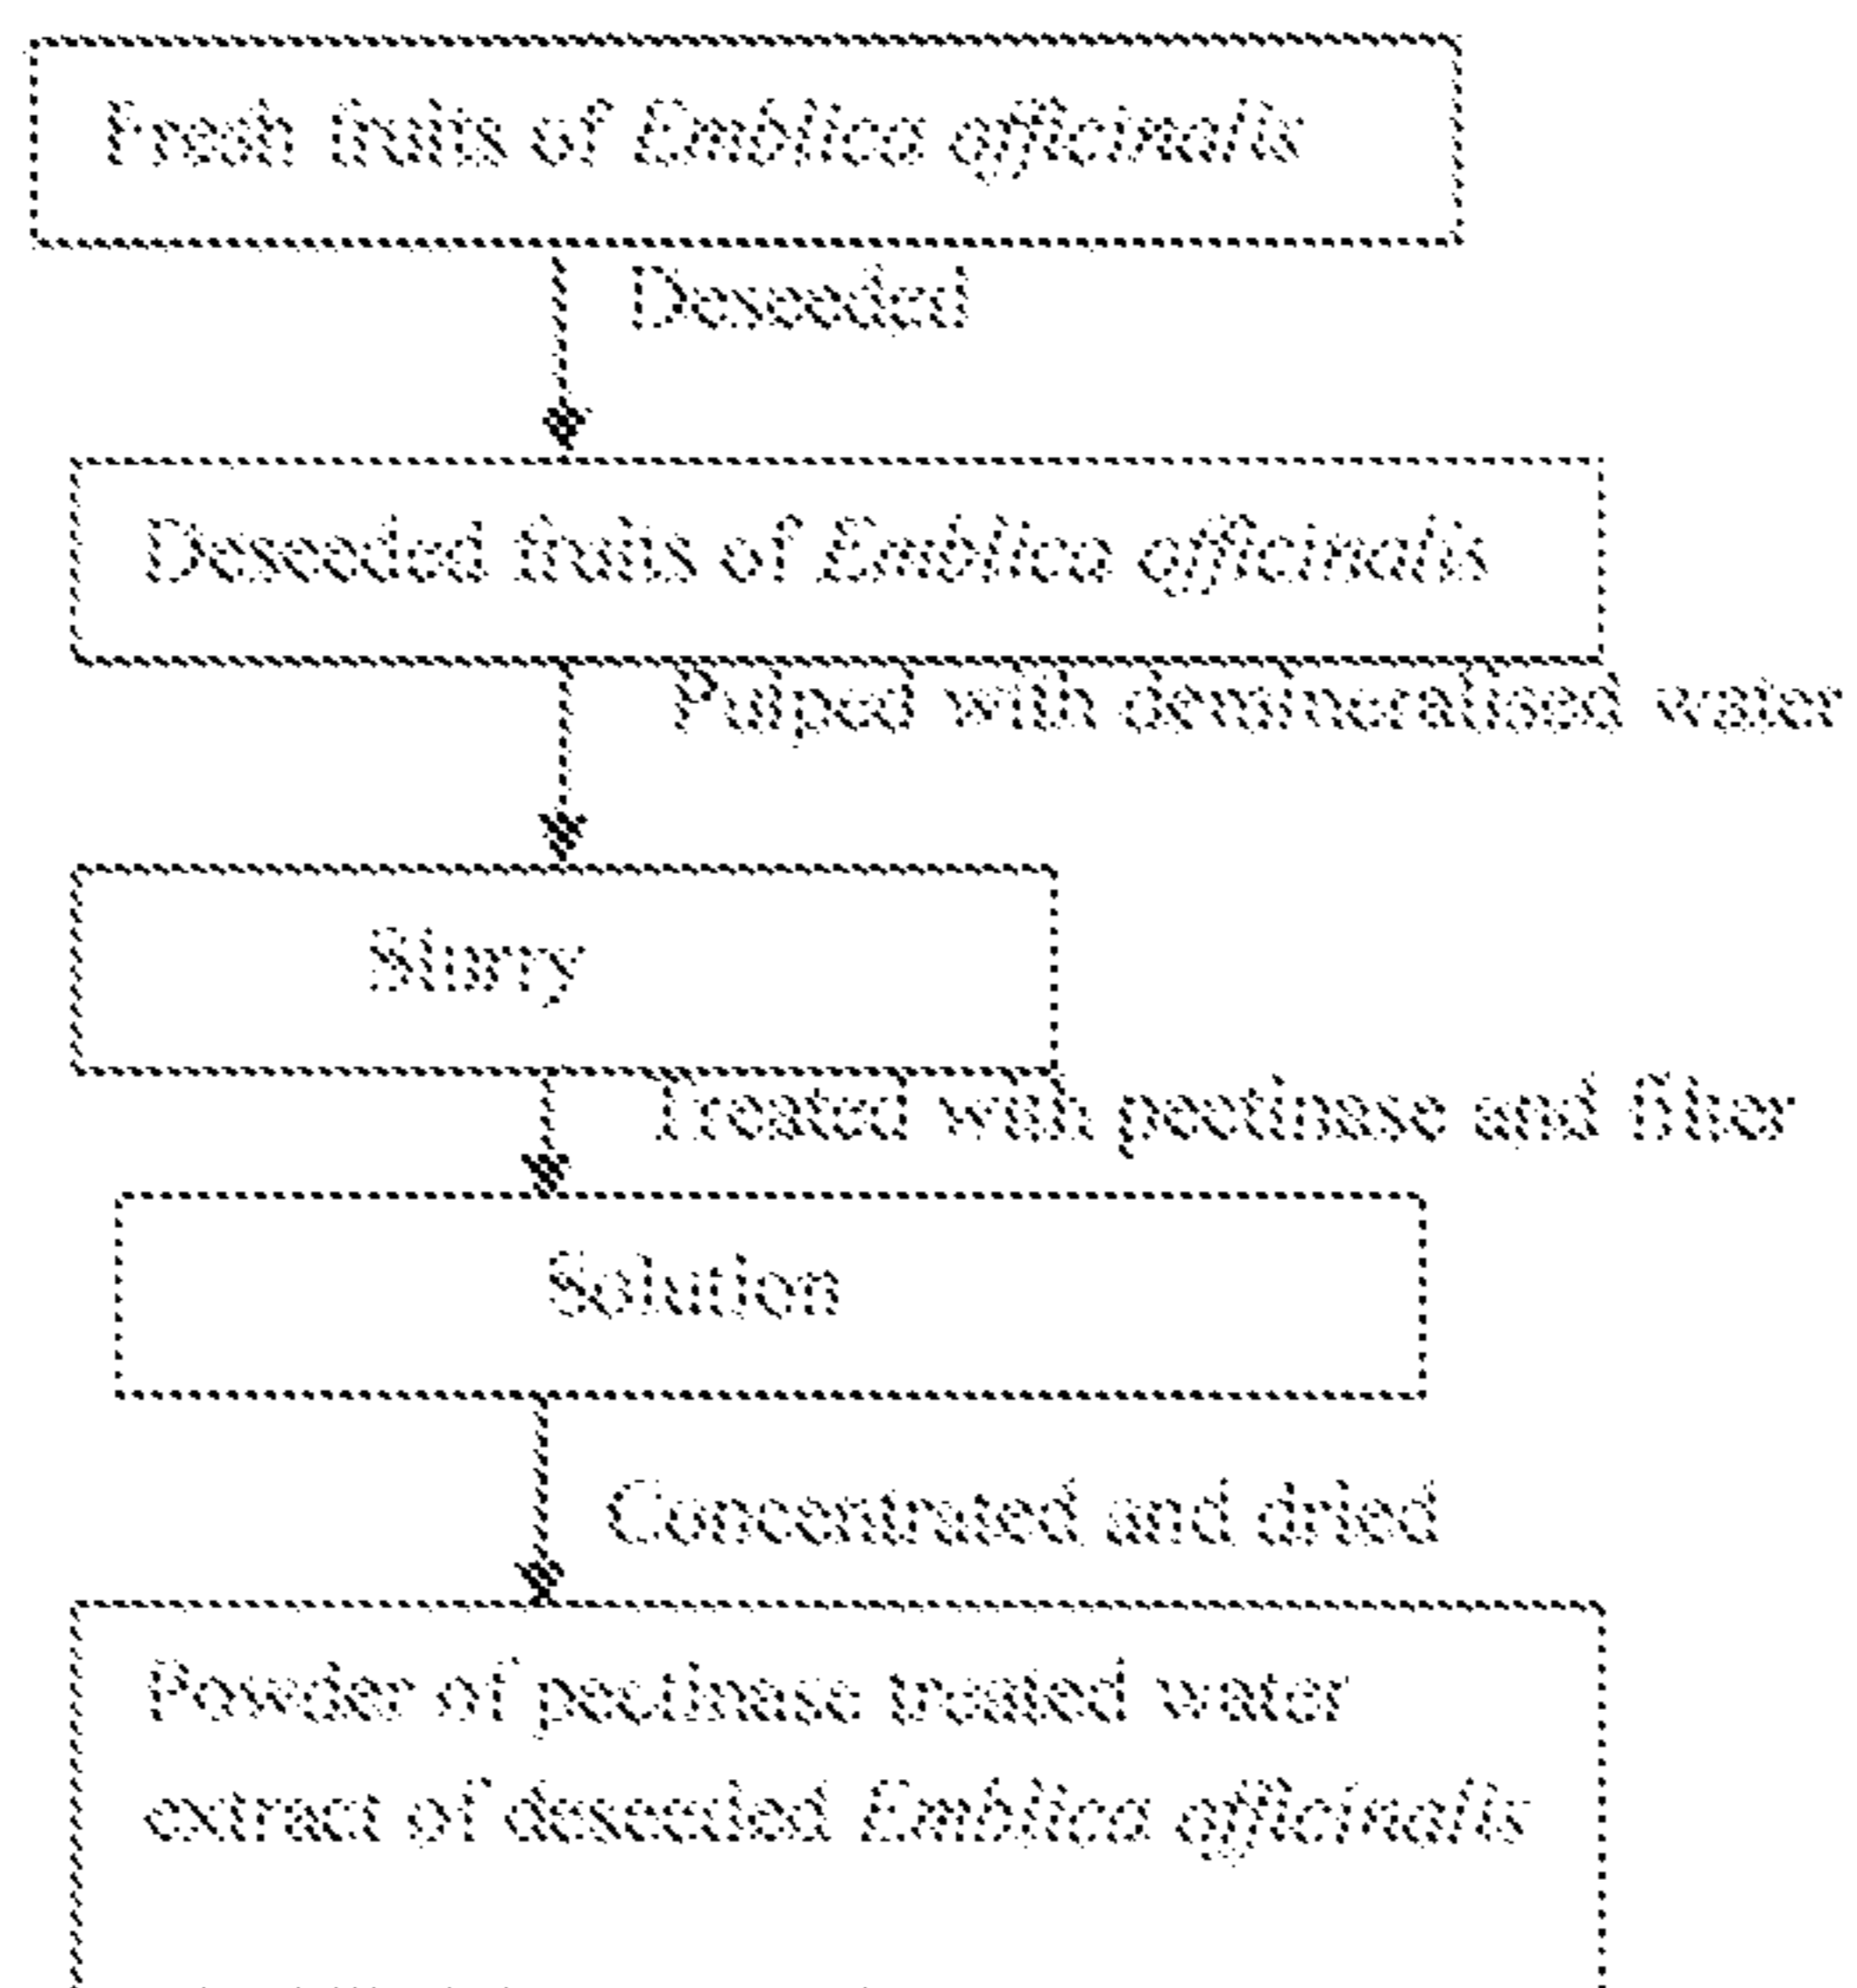 Fresh fruits of Emblica officinalis
Deseeded
Deseeded fruits of Emblica officinalis
Pulped with demineralised water
Slurry
Treated with pectinase and filter
Solution
Concentrated and dried
Powder of pectinase treated water
extract of deseeded Emblica officinalis